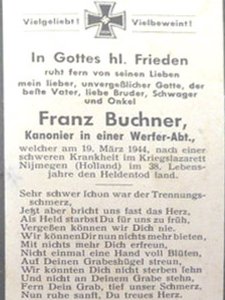 Vielgeliebt! Vielbeweint!
In Gottes hl. Frieden
ruht fern von seinen Lieben
mein lieber, unvergeßlicher Gatte, der
beste Vater, liebe Bruder, Schwager
und Onkel
Franz Buchner,
Kanonier in einer Werfer-Abt.,
welcher am 19. März 1944, nach einer
schweren Krankheit im Kriegslazarett
Nijmegen (Holland) im 38. Lebens-
jahre den Heldentod fand.
Sehr schwer schon war der Trennungs-
schmerz,
Jetzt aber bricht uns fast das Herz,
Als Held starbst Du für uns zu früh,
Vergeßen können wir Dich nie.
Wir können Dir nun nichts mehr bieten,
Mit nichts mehr Dich erfreun,
Nicht einmal eine Hand voll Blüten,
Auf Deinen Grabeshügel streun,
Wir konnten Dich nicht sterben sehn
Und nicht an Deinem Grabe stehn,
Fern Dein Grab, tief unser Schmerz,
Nun ruhe sanft, Du treues Herz.